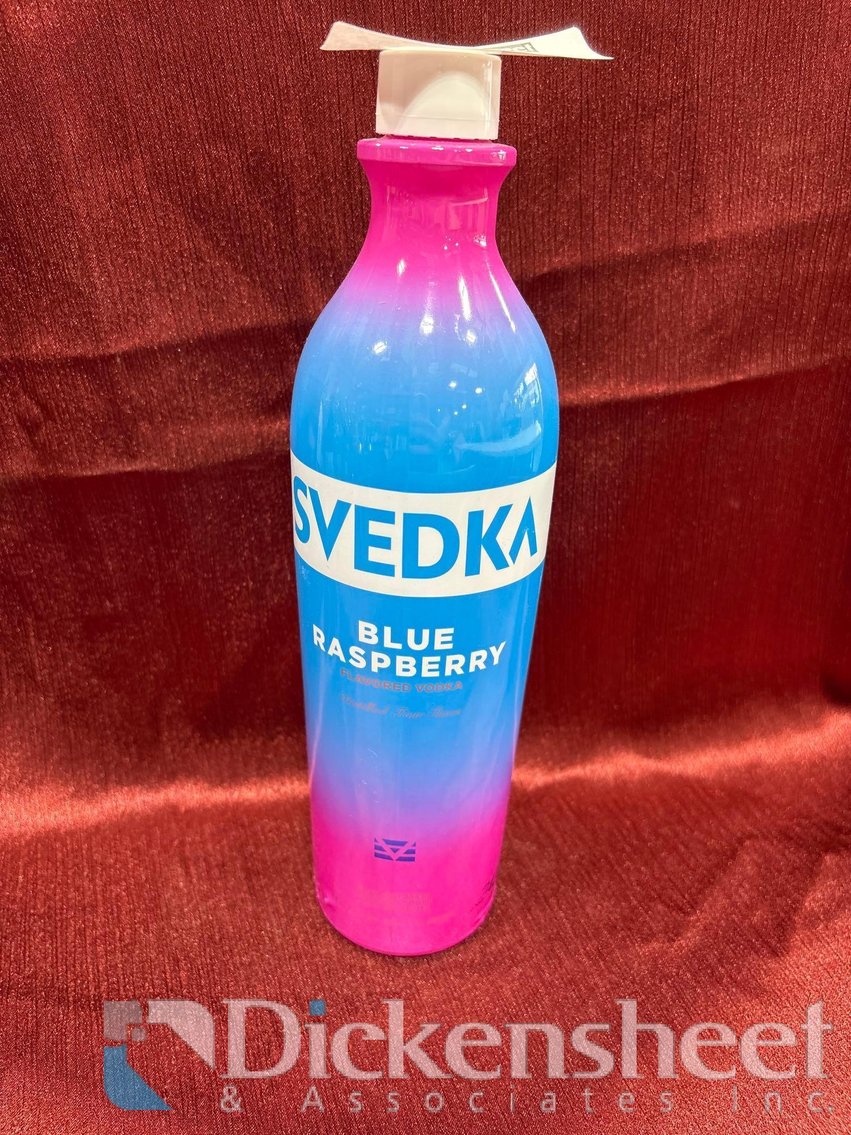 SVEDKA
BLUE
RASPBERRY
FLAVORED VODKA
Dickensheet
& Associates Inc.